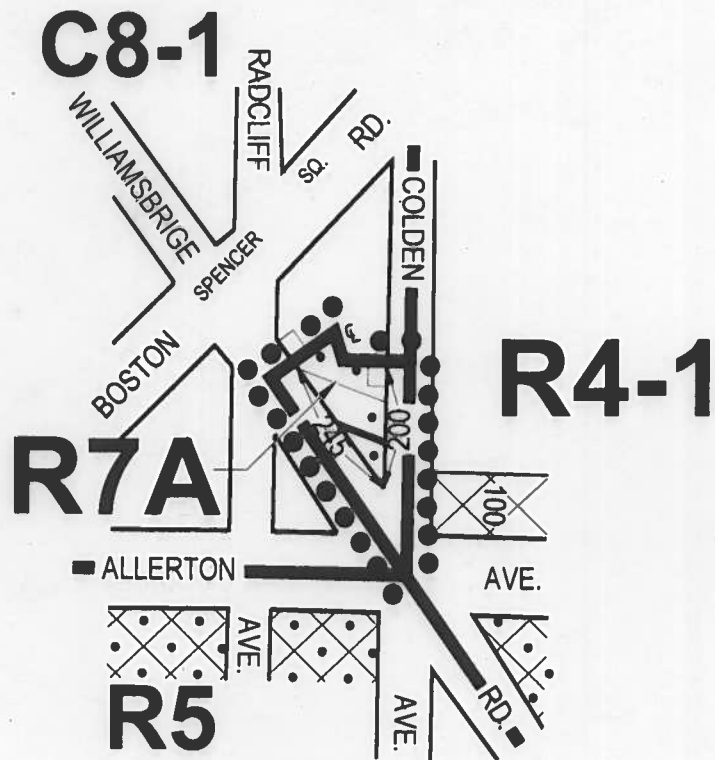 C8-1
RADCLIFF
WILLIAMSBRIGE
SQ.
RD.
COLDEN
SPENCER
BOSTON
℄
R4-1
R7A
245
200
100
ALLERTON
AVE.
AVE.
R5
AVE.
RD.